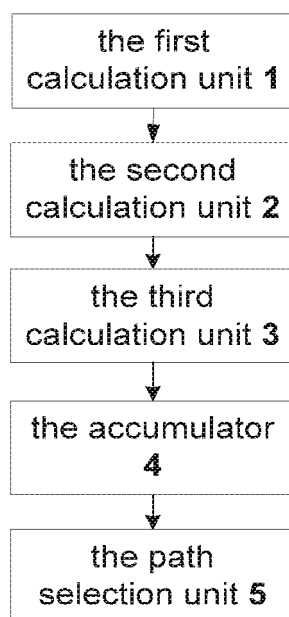 the first
calculation unit 1
the second
calculation unit 2
the third
calculation unit 3
the accumulator
4
the path
selection unit 5